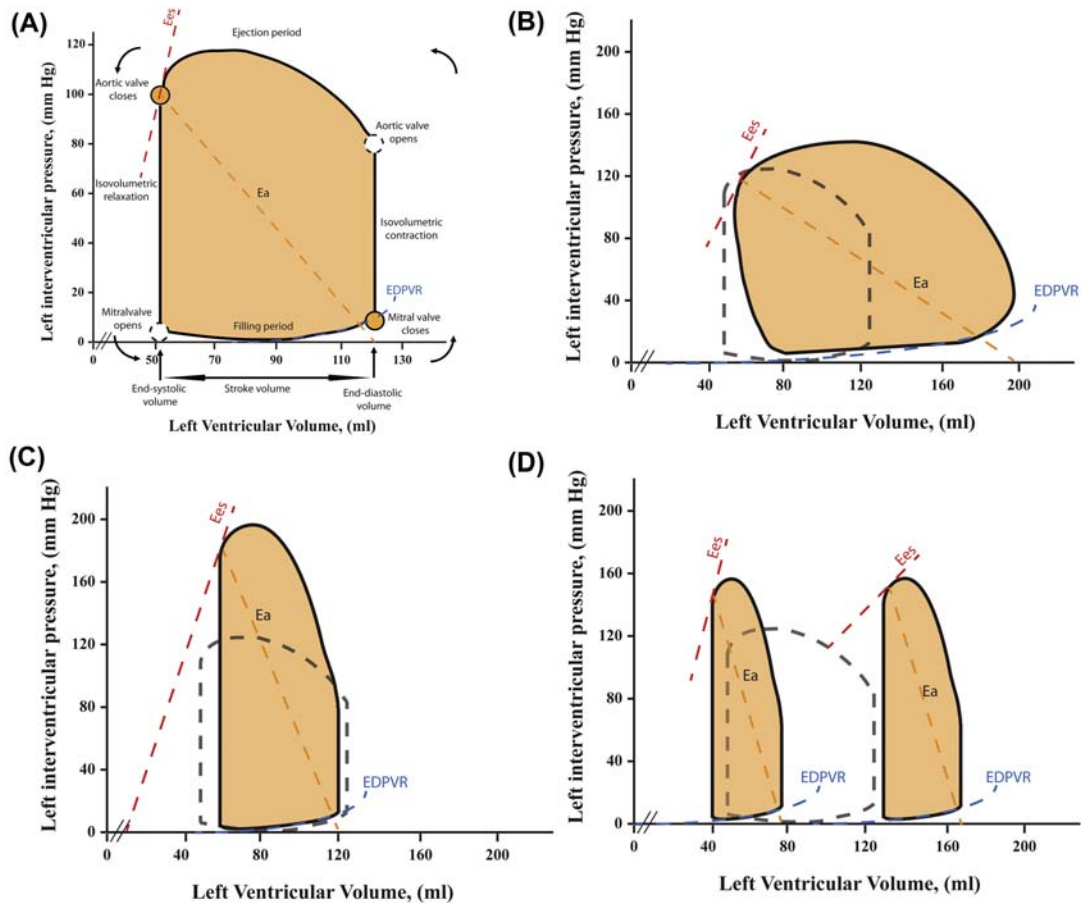 (A)
Left interventricular pressure, (mm Hg)
120
100
80
60
40
20
0
Ees
Ejection period
Aortic valve
closes
Aortic valve
opens
Isovolumetric
relaxation
Ea
Isovolumetric
contraction
EDPVR
Mitralvalve
opens
Filling period
Mitral valve
closes
0
50
70
90
110
130
End-systolic
volume
Stroke volume
End-diastolic
volume
Left Ventricular Volume, (ml)
(B)
Left interventricular pressure, (mm Hg)
200
160
120
80
40
0
Ees
Ea
EDPVR
0
40
80
120
160
200
Left Ventricular Volume, (ml)
(C)
Left interventricular pressure, (mm Hg)
200
160
120
80
40
0
Ees
Ea
EDPVR
0
40
80
120
160
200
Left Ventricular Volume, (ml)
(D)
Left interventricular pressure, (mm Hg)
200
160
120
80
40
0
Ees
Ees
Ea
Ea
EDPVR
EDPVR
0
40
80
120
160
200
Left Ventricular Volume, (ml)